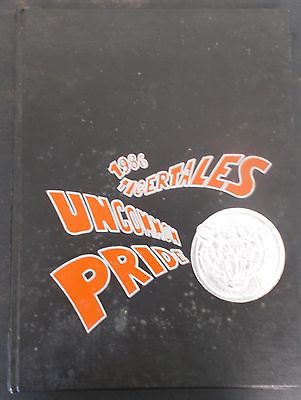 1986
TIGERTALES
UNCOMMON
PRIDE